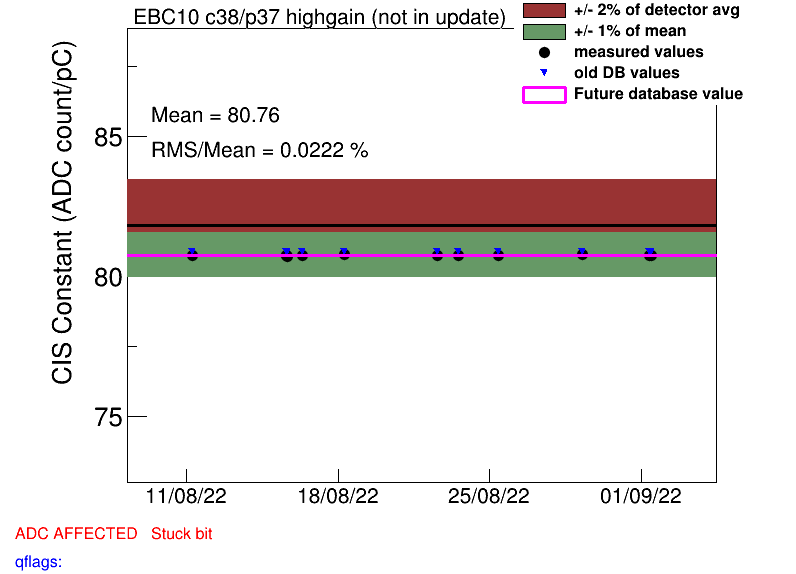 EBC10 c38/p37 highgain (not in update)
+/- 2% of detector avg
+/- 1% of mean
measured values
old DB values
Future database value
CIS Constant (ADC count/pC)
Mean = 80.76
RMS/Mean = 0.0222 %
85
80
75
11/08/22 18/08/22 25/08/22 01/09/22
ADC AFFECTED Stuck bit
qflags: